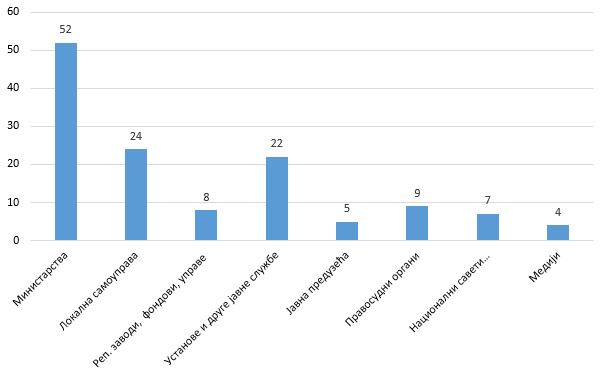 60
50
40
30
20
10
0
52
24
8
22
5
9
7
4
Министарства
Локална самоуправа
Реп. заводи, фондови, управе
Установе и друге јавне службе
Јавна предузећа
Правосудни органи
Национални савети...
Медији